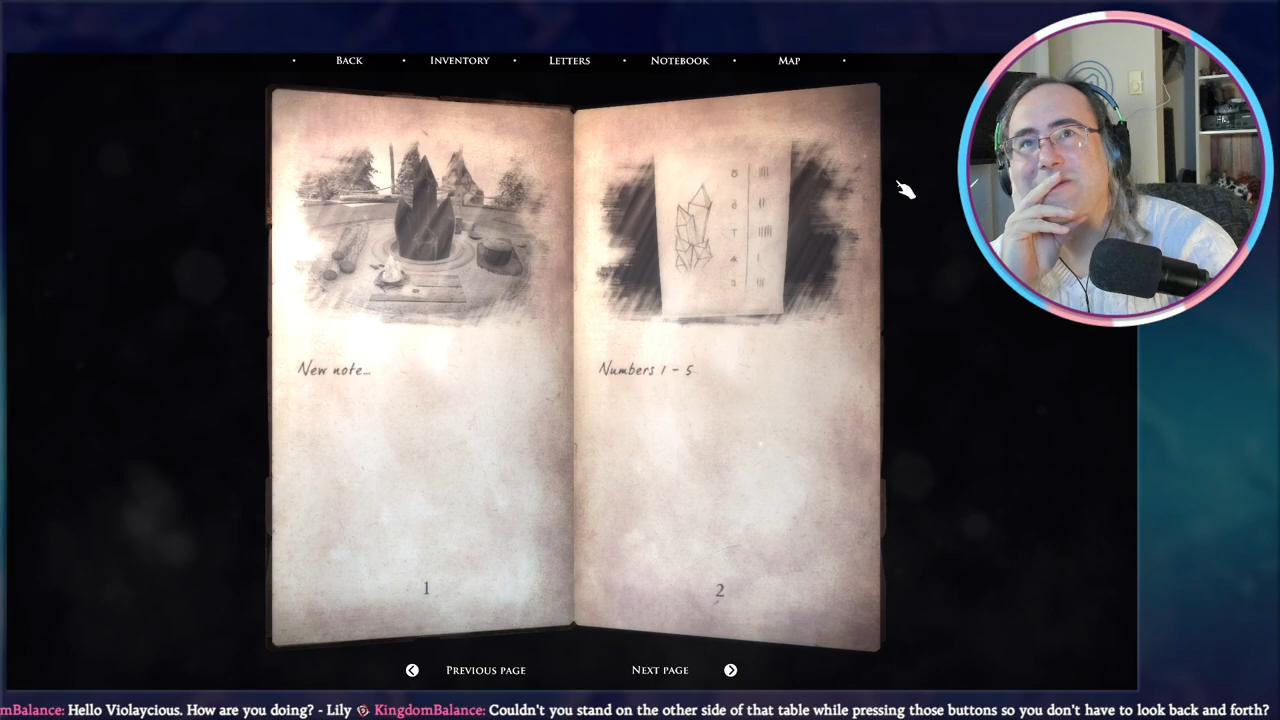 BACK
INVENTORY
LETTERS
NOTEBOOK
MAP
New note...
Numbers 1 - 5
1
2
PREVIOUS PAGE
NEXT PAGE
mBalance: Hello Violaycious. How are you doing? - Lily KingdomBalance: Couldn't you stand on the other side of that table while pressing those buttons so you don't have to look back and forth?